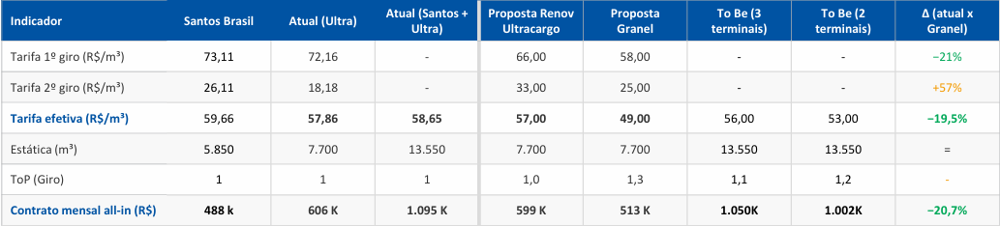 Indicador Santos Brasil Atual (Ultra) Atual (Santos + Ultra) Proposta Renov Ultracargo Proposta Granel To Be (3 terminais) To Be (2 terminais) Δ (atual x Granel)
Tarifa 1º giro (R$/m³) 73,11 72,16 - 66,00 58,00 - - −21%
Tarifa 2º giro (R$/m³) 26,11 18,18 - 33,00 25,00 - - +57%
Tarifa efetiva (R$/m³) 59,66 57,86 58,65 57,00 49,00 56,00 53,00 −19,5%
Estática (m³) 5.850 7.700 13.550 7.700 7.700 13.550 13.550 =
ToP (Giro) 1 1 1 1,0 1,3 1,1 1,2 -
Contrato mensal all-in (R$) 488 k 606 K 1.095 K 599 K 513 K 1.050K 1.002K −20,7%